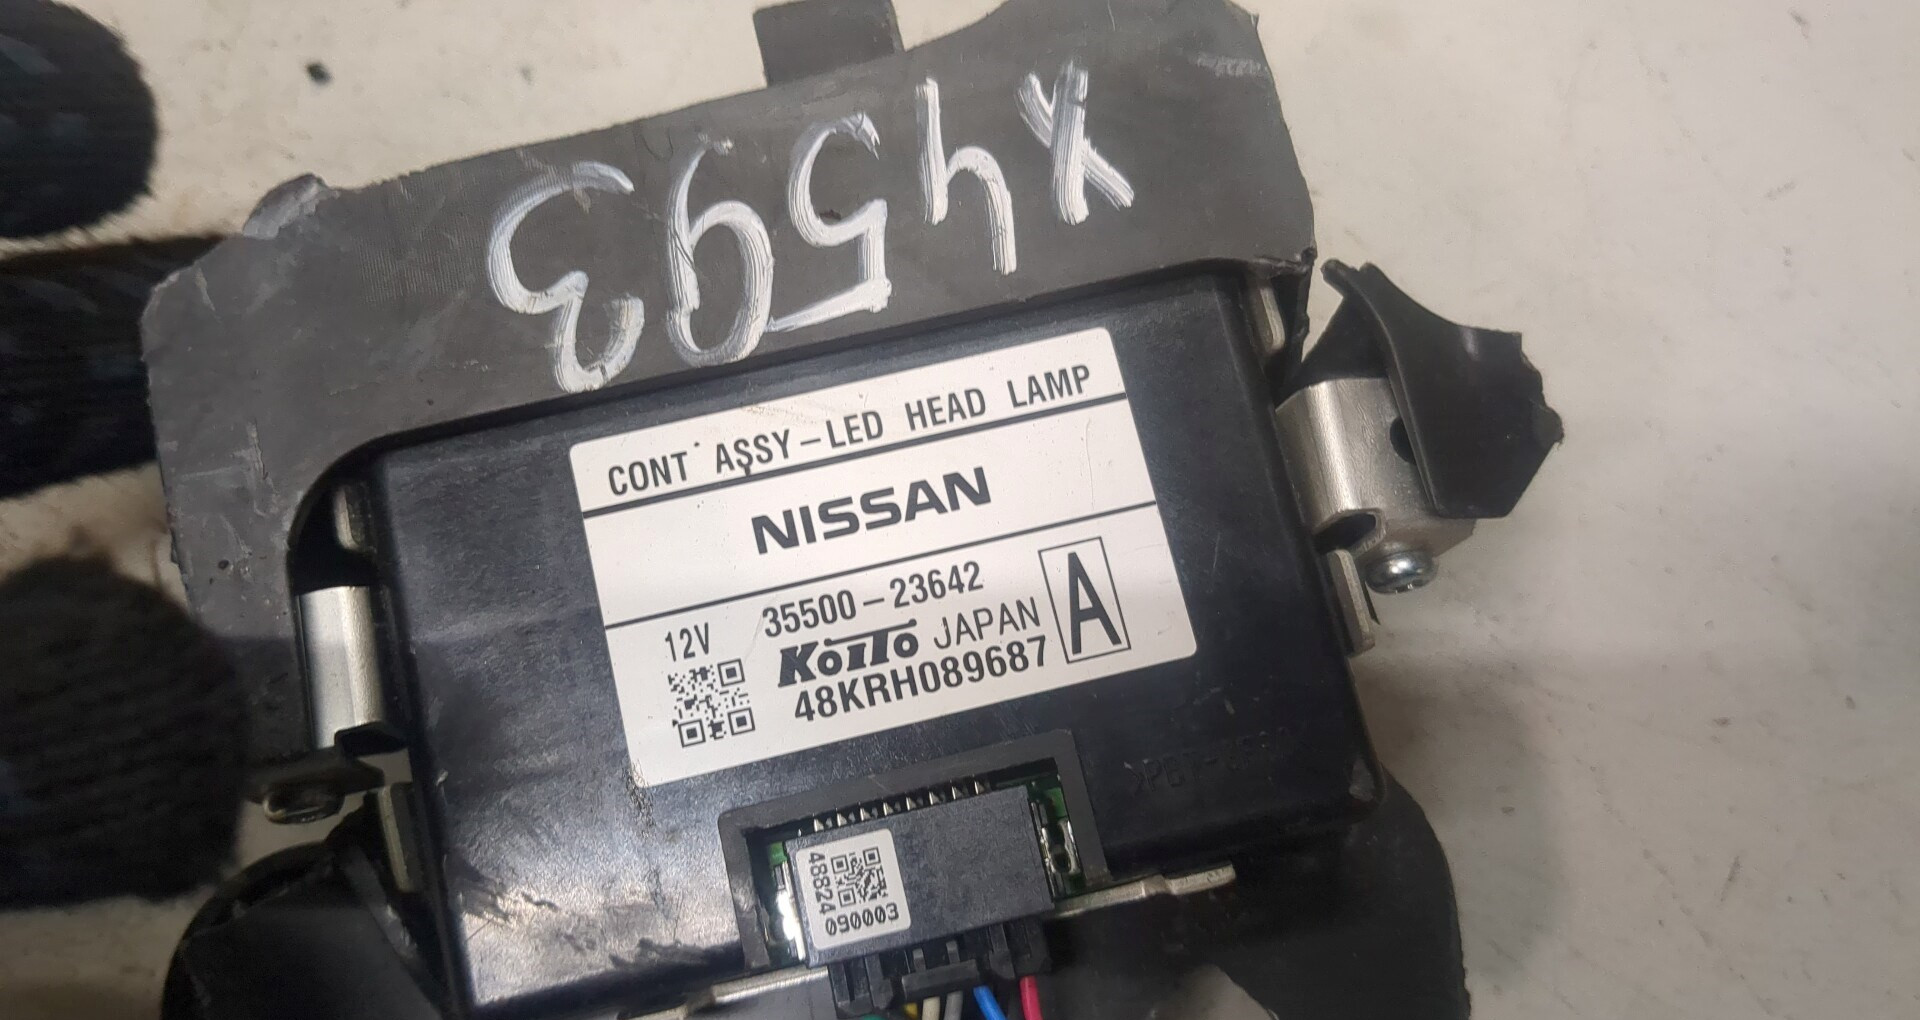 X4593
CONT ASSY-LED HEAD LAMP
NISSAN
35500-23642
12V
KOITO JAPAN
A
48KRH089687
48824
090003